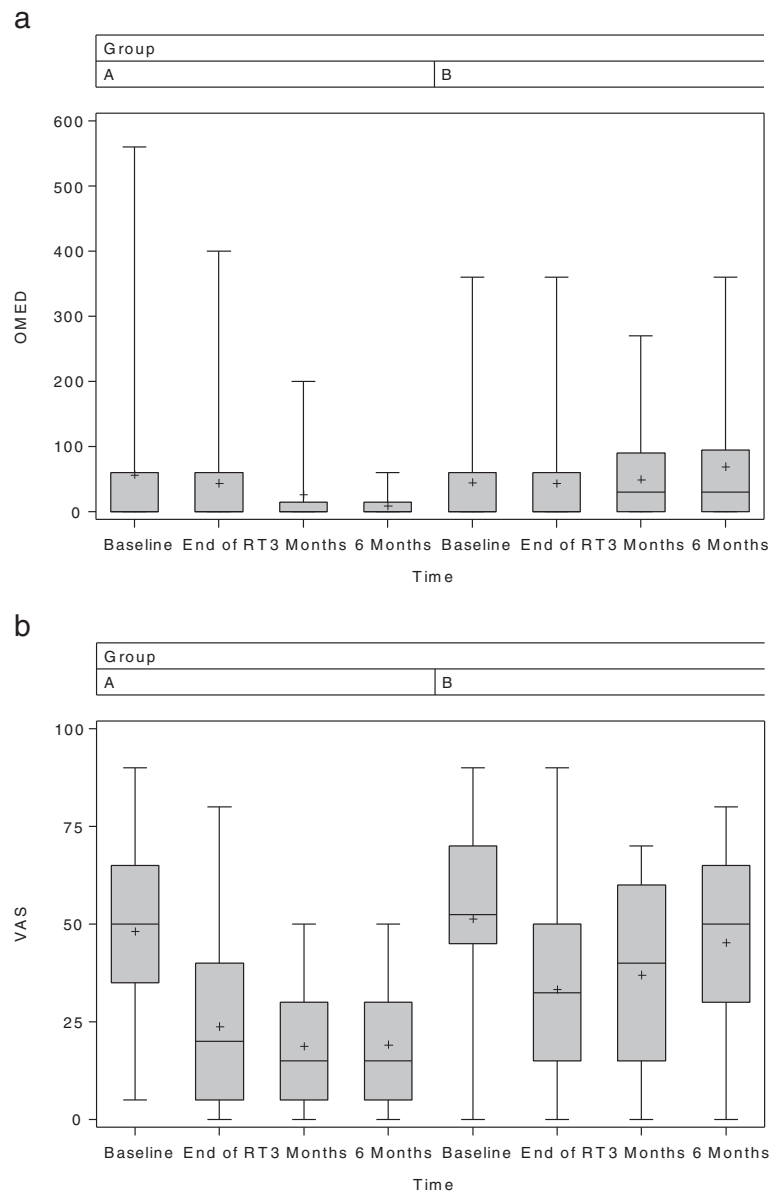 a
Group
A B
600
500
400
300
200
100
0
OMED
Baseline End of RT 3 Months 6 Months Baseline End of RT 3 Months 6 Months
Time
b
Group
A B
100
75
50
25
0
VAS
Baseline End of RT 3 Months 6 Months Baseline End of RT 3 Months 6 Months
Time